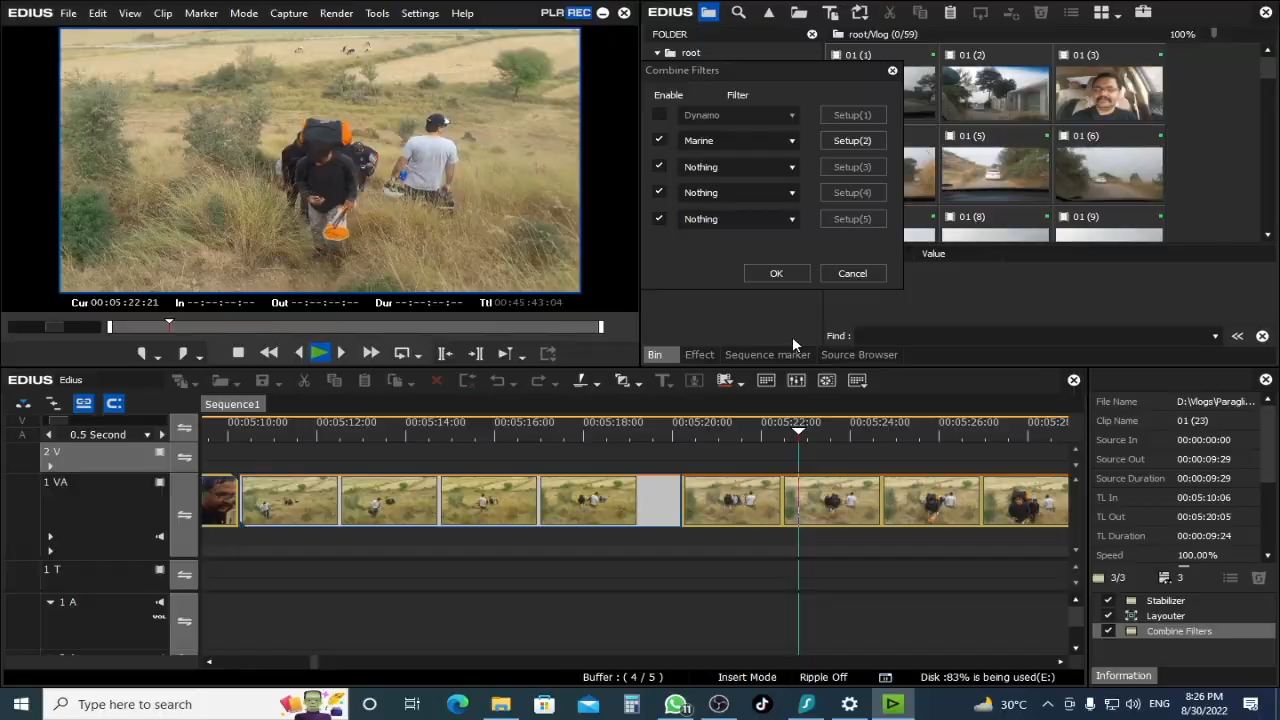 File Edit View Clip Marker Mode Capture Render Tools Settings Help PLR REC
Cur 00:05:22:21 In --:--:--:-- Out --:--:--:-- Dur --:--:--:-- Ttl 00:45:43:04
EDIUS
FOLDER
root/Vlog (0/59) 100%
root
01 (1) 01 (2) 01 (3)
01 (5) 01 (6)
01 (8) 01 (9)
Combine Filters
Enable Filter
Dynamo Setup(1)
Marine Setup(2)
Nothing Setup(3)
Nothing Setup(4)
Nothing Setup(5)
OK Cancel
Value
Find :
Bin Effect Sequence marker Source Browser
EDIUS Edius
Sequence1
V
A 0.5 Second
00:05:10:00 00:05:12:00 00:05:14:00 00:05:16:00 00:05:18:00 00:05:20:00 00:05:22:00 00:05:24:00 00:05:26:00 00:05:2
2 V
1 VA
1 T
1 A
VOL
File Name D:\Vlogs\Paragli...
Clip Name 01 (23)
Source In 00:00:00:00
Source Out 00:00:09:29
Source Duration 00:00:09:29
TL In 00:05:10:06
TL Out 00:05:20:05
TL Duration 00:00:09:24
Speed 100.00%
3/3 3
Stabilizer
Layouter
Combine Filters
Information
Buffer : ( 4 / 5 ) Insert Mode Ripple Off Disk :83% is being used(E:)
Type here to search
11
30°C ENG 8:26 PM
8/30/2022